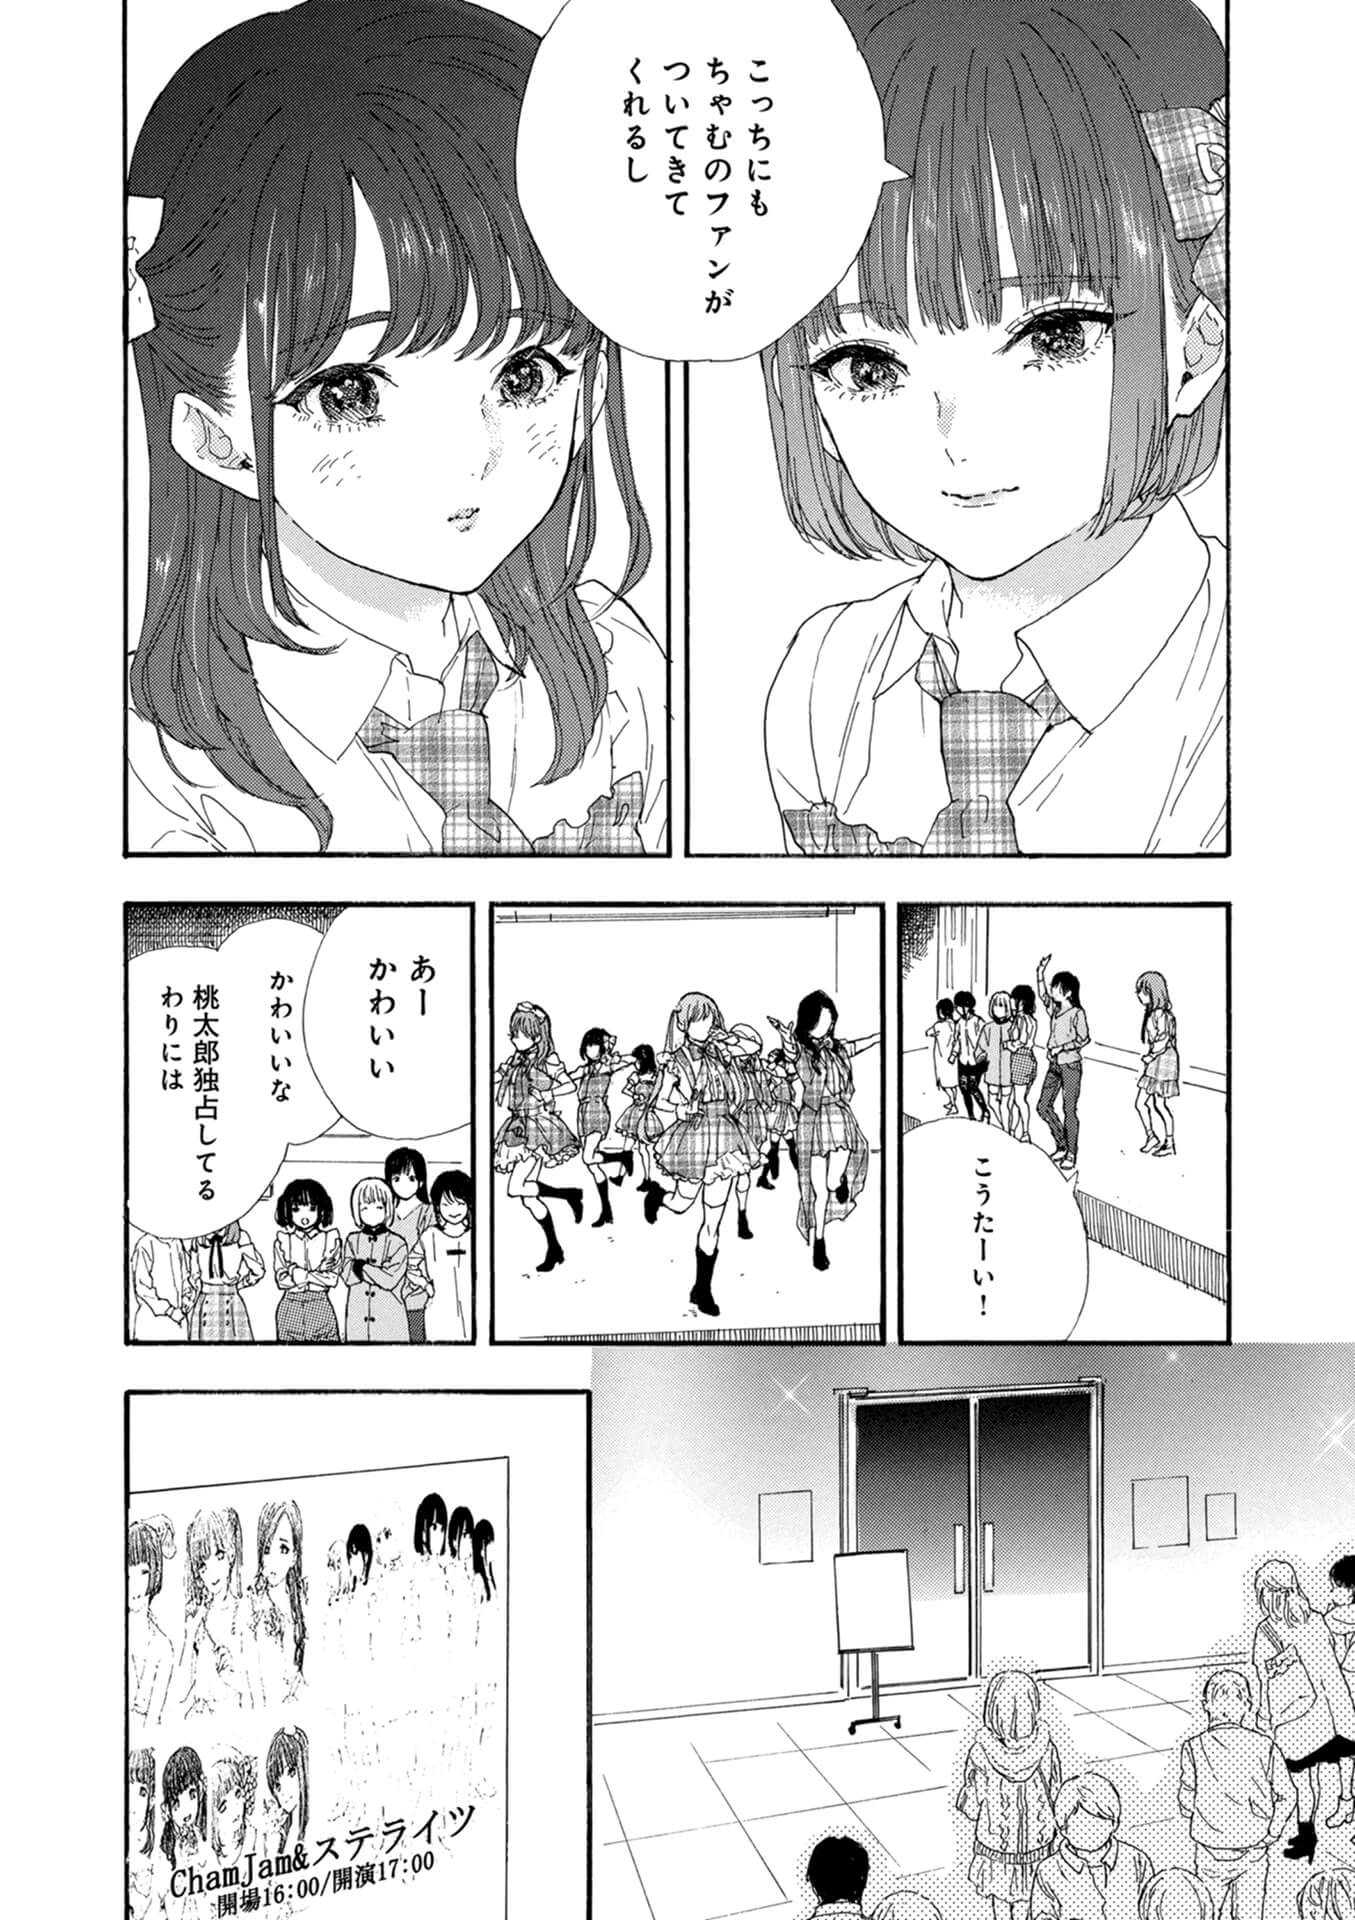 こっちにも
ちゃむのファンが
ついてきて
くれるし
こうたーい!
あー
かわいい
かわいいな
桃太郎独占してる
わりには
ChamJam&ステライツ
開場16:00/開演17:00